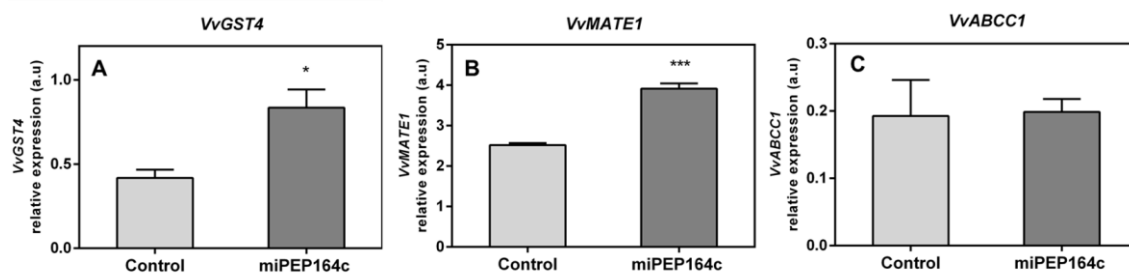 VvGST4
A
*
VvGST4
relative expression (a.u)
1.0
0.5
0.0
Control
miPEP164c
VvMATE1
B
***
VvMATE1
relative expression (a.u)
5
4
3
2
1
0
Control
miPEP164c
VvABCC1
C
VvABCC1
relative expression (a.u)
0.3
0.2
0.1
0.0
Control
miPEP164c